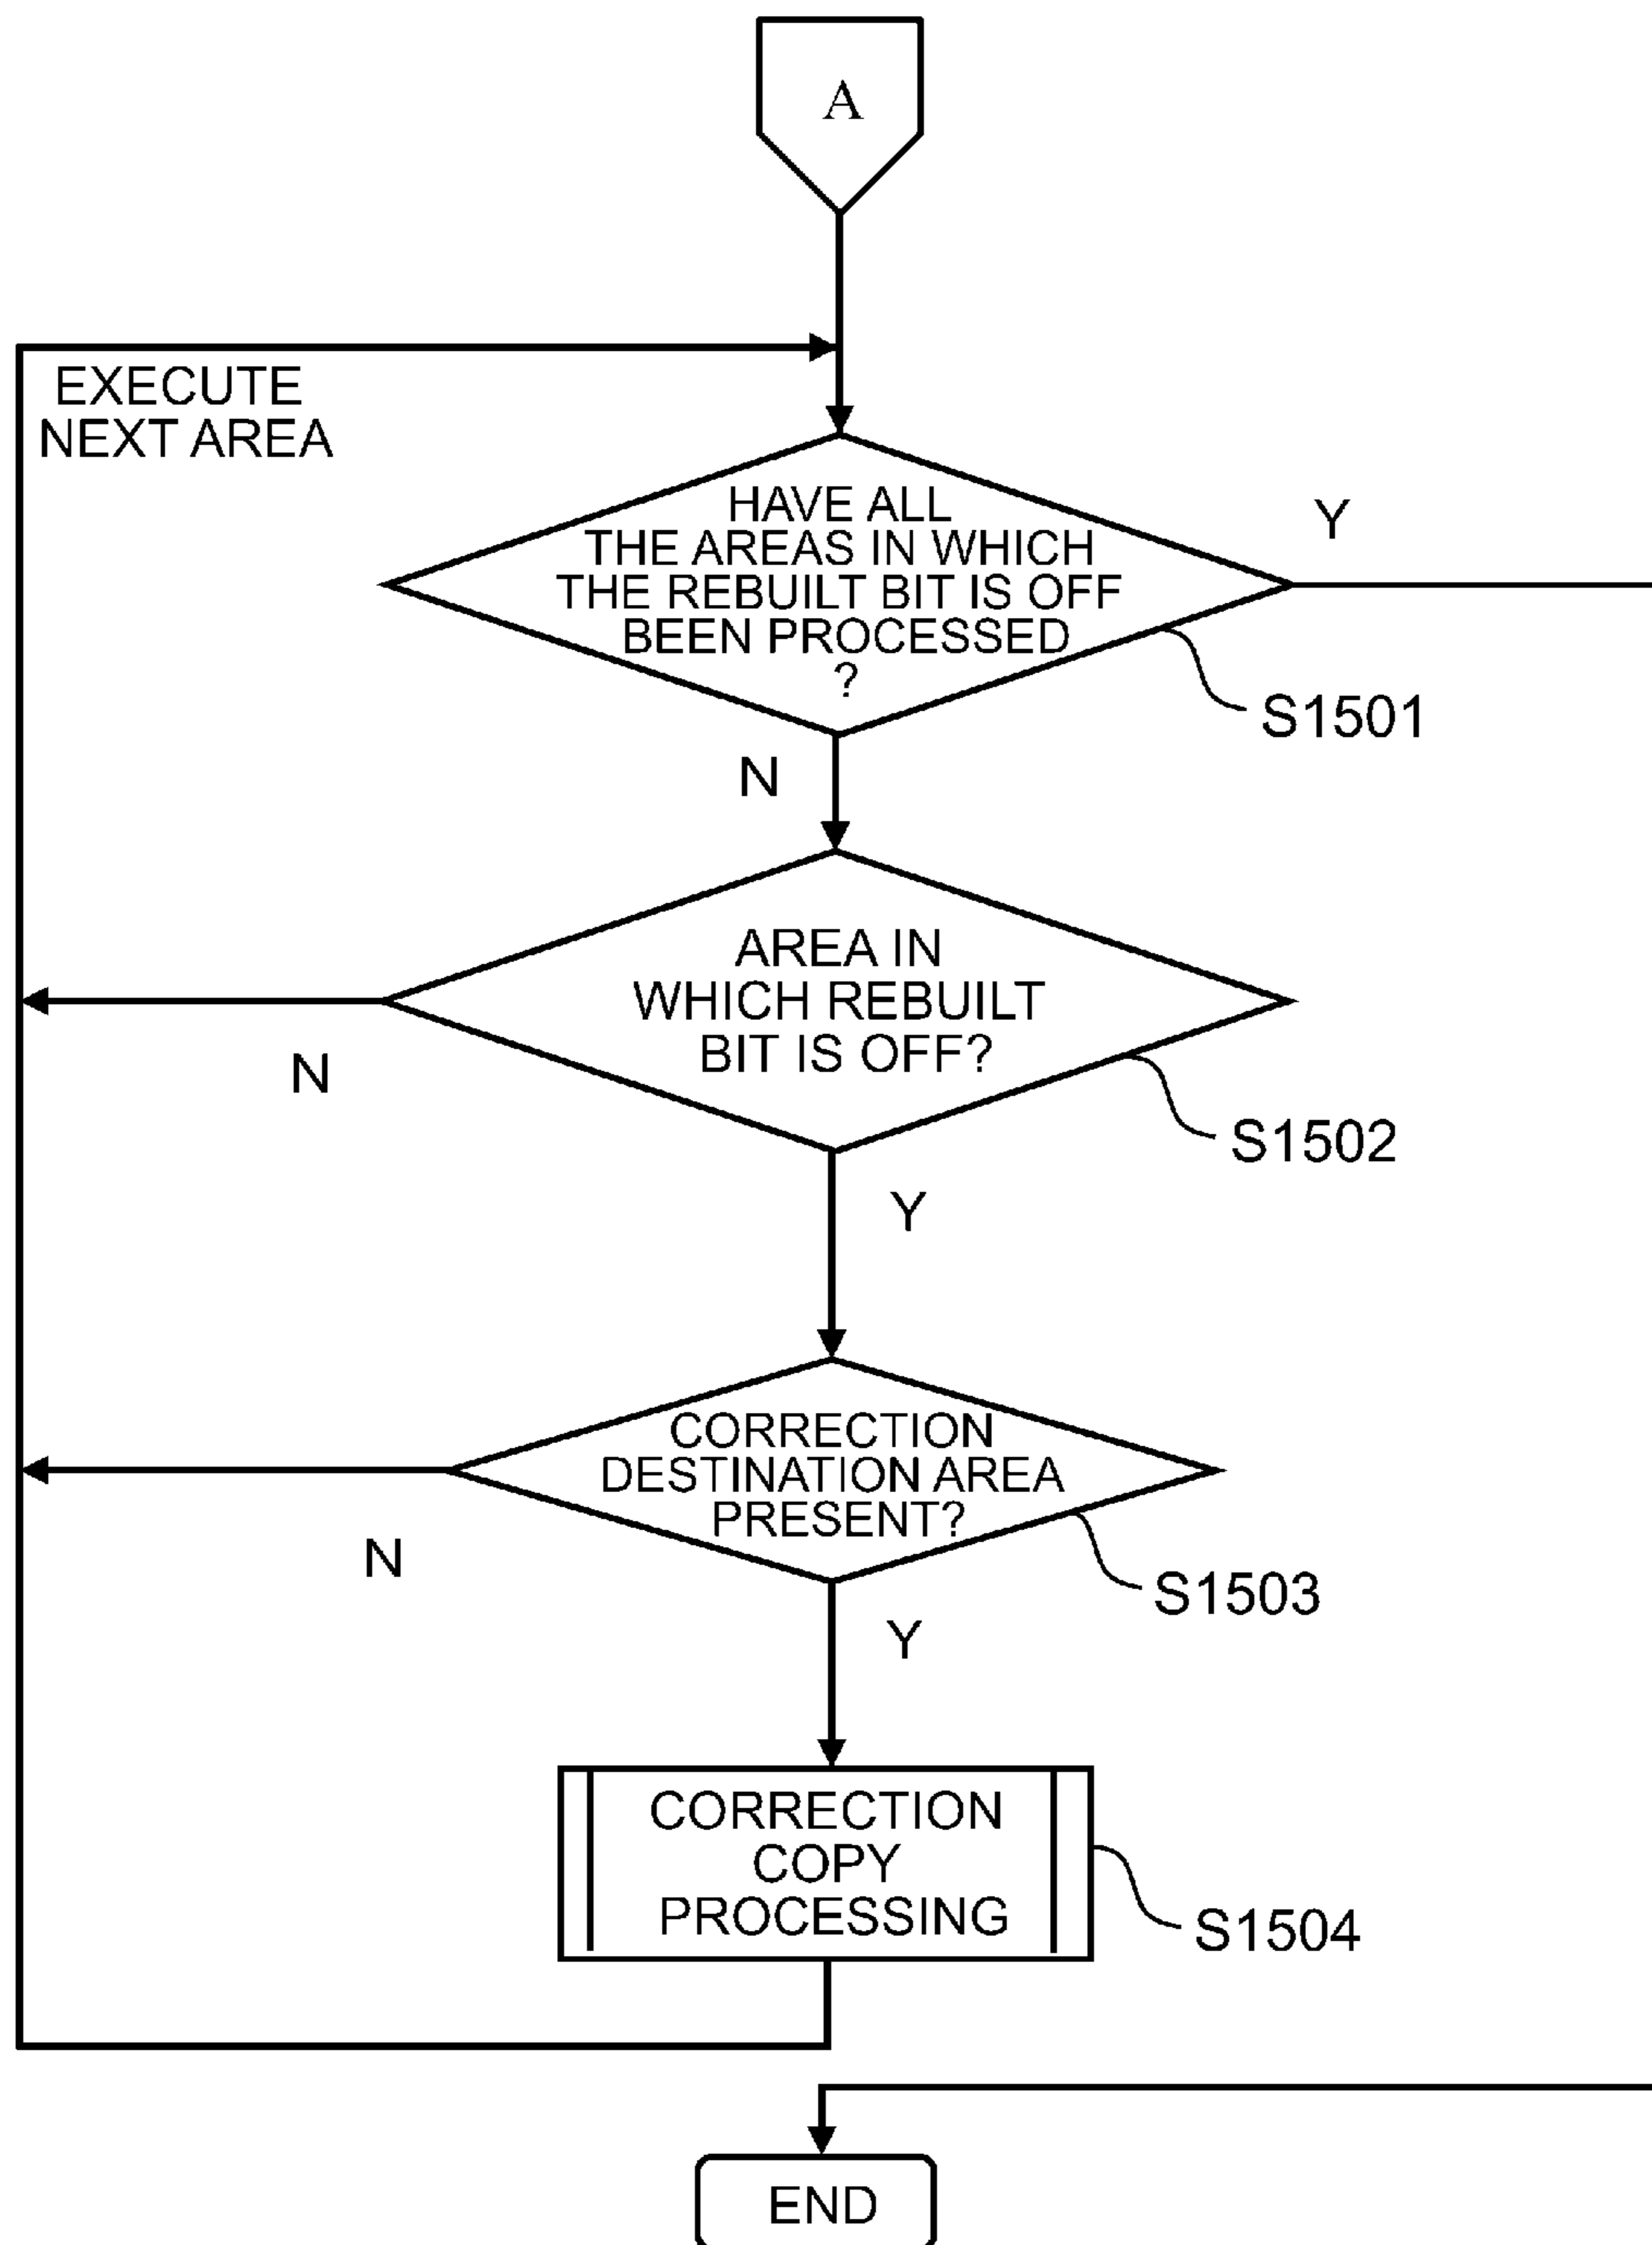 A
EXECUTE
NEXT AREA
HAVE ALL
THE AREAS IN WHICH
THE REBUILT BIT IS OFF
BEEN PROCESSED
?
Y
S1501
N
AREA IN
WHICH REBUILT
BIT IS OFF?
N
S1502
Y
CORRECTION
DESTINATION AREA
PRESENT?
N
S1503
Y
CORRECTION
COPY
PROCESSING
S1504
END